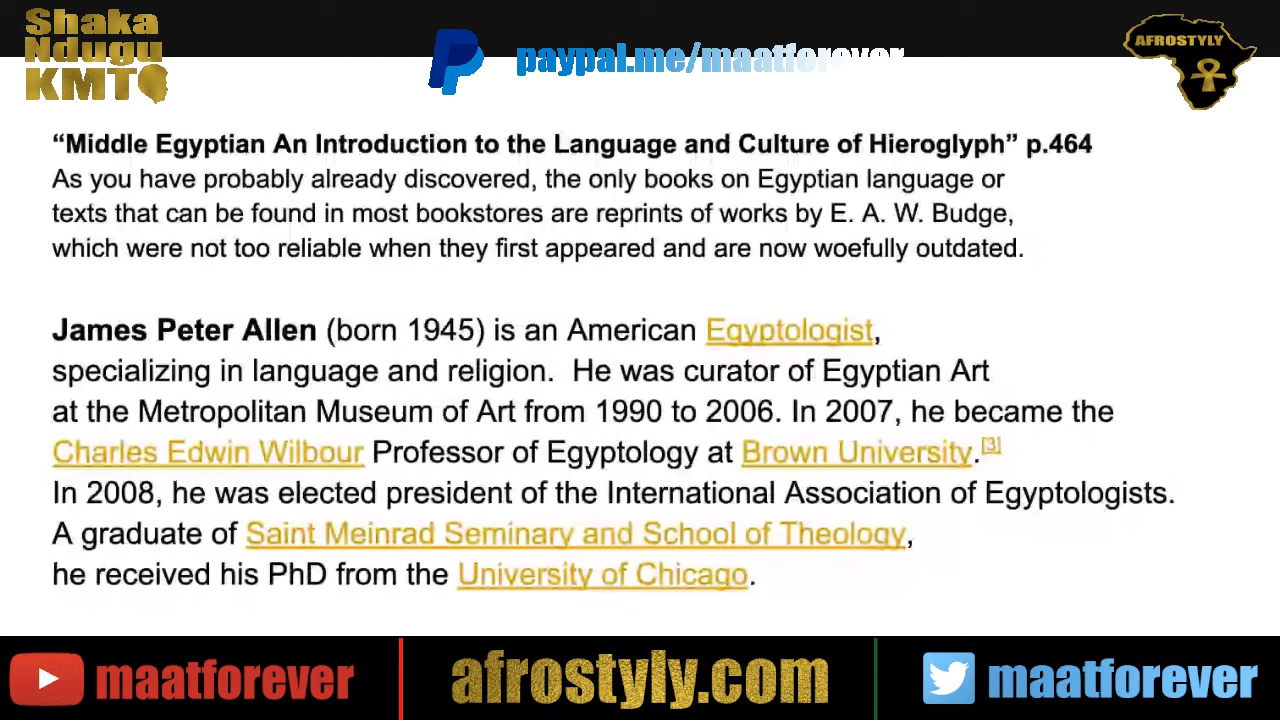 Shaka
Ndugu
KMT
paypal.me/maatforever
AFROSTYLY
“Middle Egyptian An Introduction to the Language and Culture of Hieroglyph” p.464
As you have probably already discovered, the only books on Egyptian language or
texts that can be found in most bookstores are reprints of works by E. A. W. Budge,
which were not too reliable when they first appeared and are now woefully outdated.
James Peter Allen (born 1945) is an American Egyptologist,
specializing in language and religion. He was curator of Egyptian Art
at the Metropolitan Museum of Art from 1990 to 2006. In 2007, he became the
Charles Edwin Wilbour Professor of Egyptology at Brown University.[3]
In 2008, he was elected president of the International Association of Egyptologists.
A graduate of Saint Meinrad Seminary and School of Theology,
he received his PhD from the University of Chicago.
maatforever
afrostyly.com
maatforever